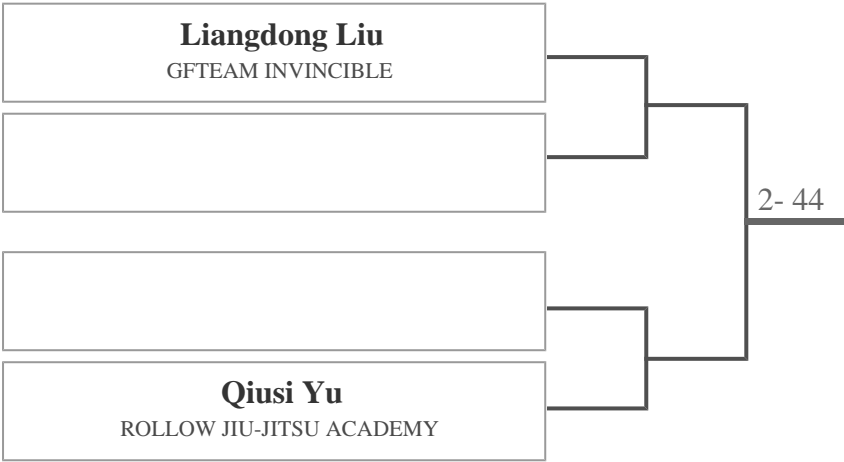 Liangdong Liu
GFTEAM INVINCIBLE
2- 44
Qiusi Yu
ROLLOW JIU-JITSU ACADEMY